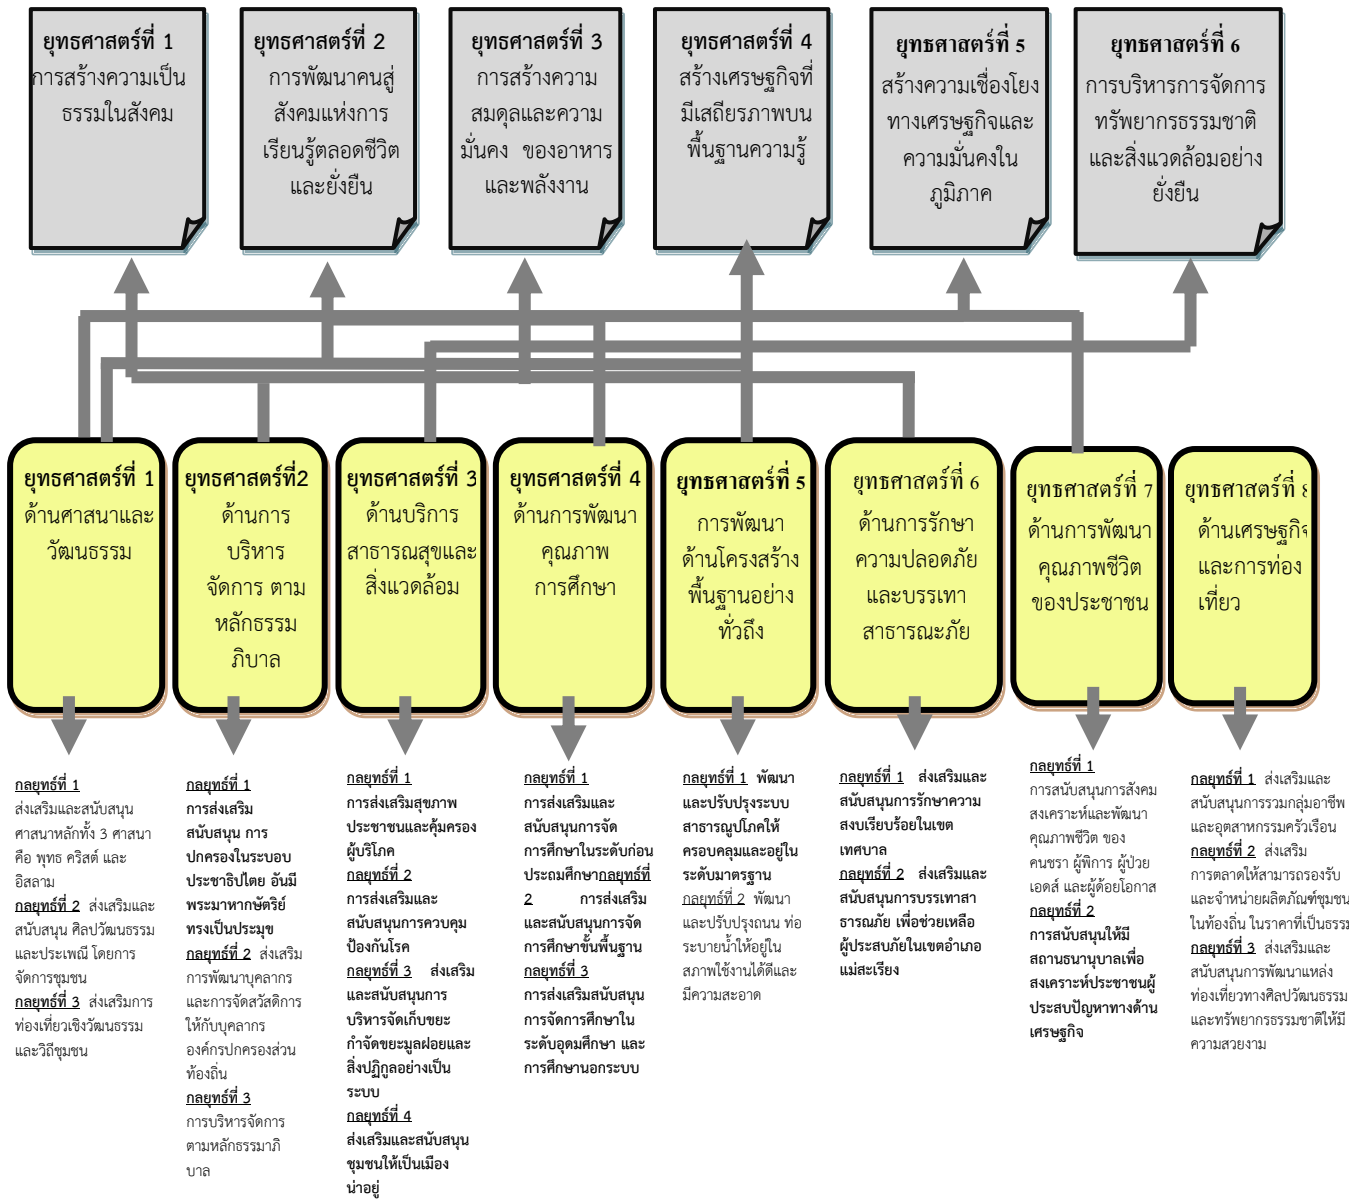 ยุทธศาสตร์ที่ 1
การสร้างความเป็น
ธรรมในสังคม
ยุทธศาสตร์ที่ 2
การพัฒนาคนสู่
สังคมแห่งการ
เรียนรู้ตลอดชีวิต
และยั่งยืน
ยุทธศาสตร์ที่ 3
การสร้างความ
สมดุลและความ
มั่นคง ของอาหาร
และพลังงาน
ยุทธศาสตร์ที่ 4
สร้างเศรษฐกิจที่
มีเสถียรภาพบน
พื้นฐานความรู้
ยุทธศาสตร์ที่ 5
สร้างความเชื่องโยง
ทางเศรษฐกิจและ
ความมั่นคงใน
ภูมิภาค
ยุทธศาสตร์ที่ 6
การบริหารการจัดการ
ทรัพยากรธรรมชาติ
และสิ่งแวดล้อมอย่าง
ยั่งยืน
ยุทธศาสตร์ที่ 1
ด้านศาสนาและ
วัฒนธรรม
ยุทธศาสตร์ที่2
ด้านการ
บริหาร
จัดการ ตาม
หลักธรรม
ภิบาล
ยุทธศาสตร์ที่ 3
ด้านบริการ
สาธารณสุขและ
สิ่งแวดล้อม
ยุทธศาสตร์ที่ 4
ด้านการพัฒนา
คุณภาพ
การศึกษา
ยุทธศาสตร์ที่ 5
การพัฒนา
ด้านโครงสร้าง
พื้นฐานอย่าง
ทั่วถึง
ยุทธศาสตร์ที่ 6
ด้านการรักษา
ความปลอดภัย
และบรรเทา
สาธารณะภัย
ยุทธศาสตร์ที่ 7
ด้านการพัฒนา
คุณภาพชีวิต
ของประชาชน
ยุทธศาสตร์ที่ 8
ด้านเศรษฐกิจ
และการท่อง
เที่ยว
กลยุทธ์ที่ 1
ส่งเสริมและสนับสนุน
ศาสนาหลักทั้ง 3 ศาสนา
คือ พุทธ คริสต์ และ
อิสลาม
กลยุทธ์ที่ 2 ส่งเสริมและ
สนับสนุน ศิลปวัฒนธรรม
และประเพณี โดยการ
จัดการชุมชน
กลยุทธ์ที่ 3 ส่งเสริมการ
ท่องเที่ยวเชิงวัฒนธรรม
และวิถีชุมชน
กลยุทธ์ที่ 1
การส่งเสริม
สนับสนุน การ
ปกครองในระบอบ
ประชาธิปไตย อันมี
พระมาหากษัตริย์
ทรงเป็นประมุข
กลยุทธ์ที่ 2 ส่งเสริม
การพัฒนาบุคลากร
และการจัดสวัสดิการ
ให้กับบุคลากร
องค์กรปกครองส่วน
ท้องถิ่น
กลยุทธ์ที่ 3
การบริหารจัดการ
ตามหลักธรรมาภิ
บาล
กลยุทธ์ที่ 1
การส่งเสริมสุขภาพ
ประชาชนและคุ้มครอง
ผู้บริโภค
กลยุทธ์ที่ 2
การส่งเสริมและ
สนับสนุนการควบคุม
ป้องกันโรค
กลยุทธ์ที่ 3 ส่งเสริม
และสนับสนุนการ
บริหารจัดเก็บขยะ
กำจัดขยะมูลฝอยและ
สิ่งปฏิกูลอย่างเป็น
ระบบ
กลยุทธ์ที่ 4
ส่งเสริมและสนับสนุน
ชุมชนให้เป็นเมือง
น่าอยู่
กลยุทธ์ที่ 1
การส่งเสริมและ
สนับสนุนการจัด
การศึกษาในระดับก่อน
ประถมศึกษากลยุทธ์ที่
2 การส่งเสริม
และสนับสนุนการจัด
การศึกษาขั้นพื้นฐาน
กลยุทธ์ที่ 3
การส่งเสริมสนับสนุน
การจัดการศึกษาใน
ระดับอุดมศึกษา และ
การศึกษานอกระบบ
กลยุทธ์ที่ 1 พัฒนา
และปรับปรุงระบบ
สาธารณูปโภคให้
ครอบคลุมและอยู่ใน
ระดับมาตรฐาน
กลยุทธ์ที่ 2 พัฒนา
และปรับปรุงถนน ท่อ
ระบายน้ำให้อยู่ใน
สภาพใช้งานได้ดีและ
มีความสะอาด
กลยุทธ์ที่ 1 ส่งเสริมและ
สนับสนุนการรักษาความ
สงบเรียบร้อยในเขต
เทศบาล
กลยุทธ์ที่ 2 ส่งเสริมและ
สนับสนุนการบรรเทาสา
ธารณภัย เพื่อช่วยเหลือ
ผู้ประสบภัยในเขตอำเภอ
แม่สะเรียง
กลยุทธ์ที่ 1
การสนับสนุนการสังคม
สงเคราะห์และพัฒนา
คุณภาพชีวิต ของ
คนชรา ผู้พิการ ผู้ป่วย
เอดส์ และผู้ด้อยโอกาส
กลยุทธ์ที่ 2
การสนับสนุนให้มี
สถานธนานุบาลเพื่อ
สงเคราะห์ประชาชนผู้
ประสบปัญหาทางด้าน
เศรษฐกิจ
กลยุทธ์ที่ 1 ส่งเสริมและ
สนับสนุนการรวมกลุ่มอาชีพ
และอุตสาหกรรมครัวเรือน
กลยุทธ์ที่ 2 ส่งเสริม
การตลาดให้สามารถรองรับ
และจำหน่ายผลิตภัณฑ์ชุมชน
ในท้องถิ่น ในราคาที่เป็นธรรม
กลยุทธ์ที่ 3 ส่งเสริมและ
สนับสนุนการพัฒนาแหล่ง
ท่องเที่ยวทางศิลปวัฒนธรรม
และทรัพยากรธรรมชาติให้มี
ความสวยงาม